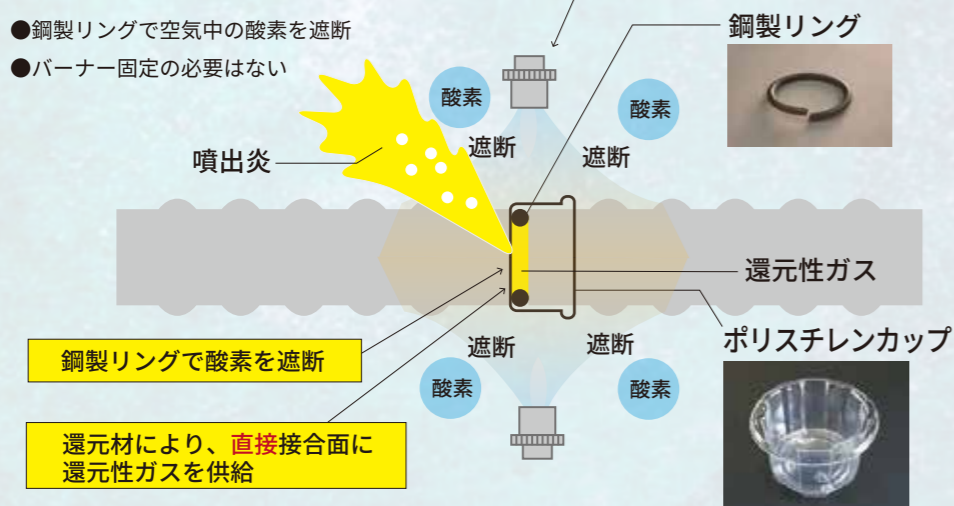 ●鋼製リングで空気中の酸素を遮断
●バーナー固定の必要はない
鋼製リング
酸素
酸素
噴出炎
遮断
遮断
還元性ガス
ポリスチレンカップ
遮断
遮断
鋼製リングで酸素を遮断
酸素
酸素
還元材により、直接接合面に
還元性ガスを供給